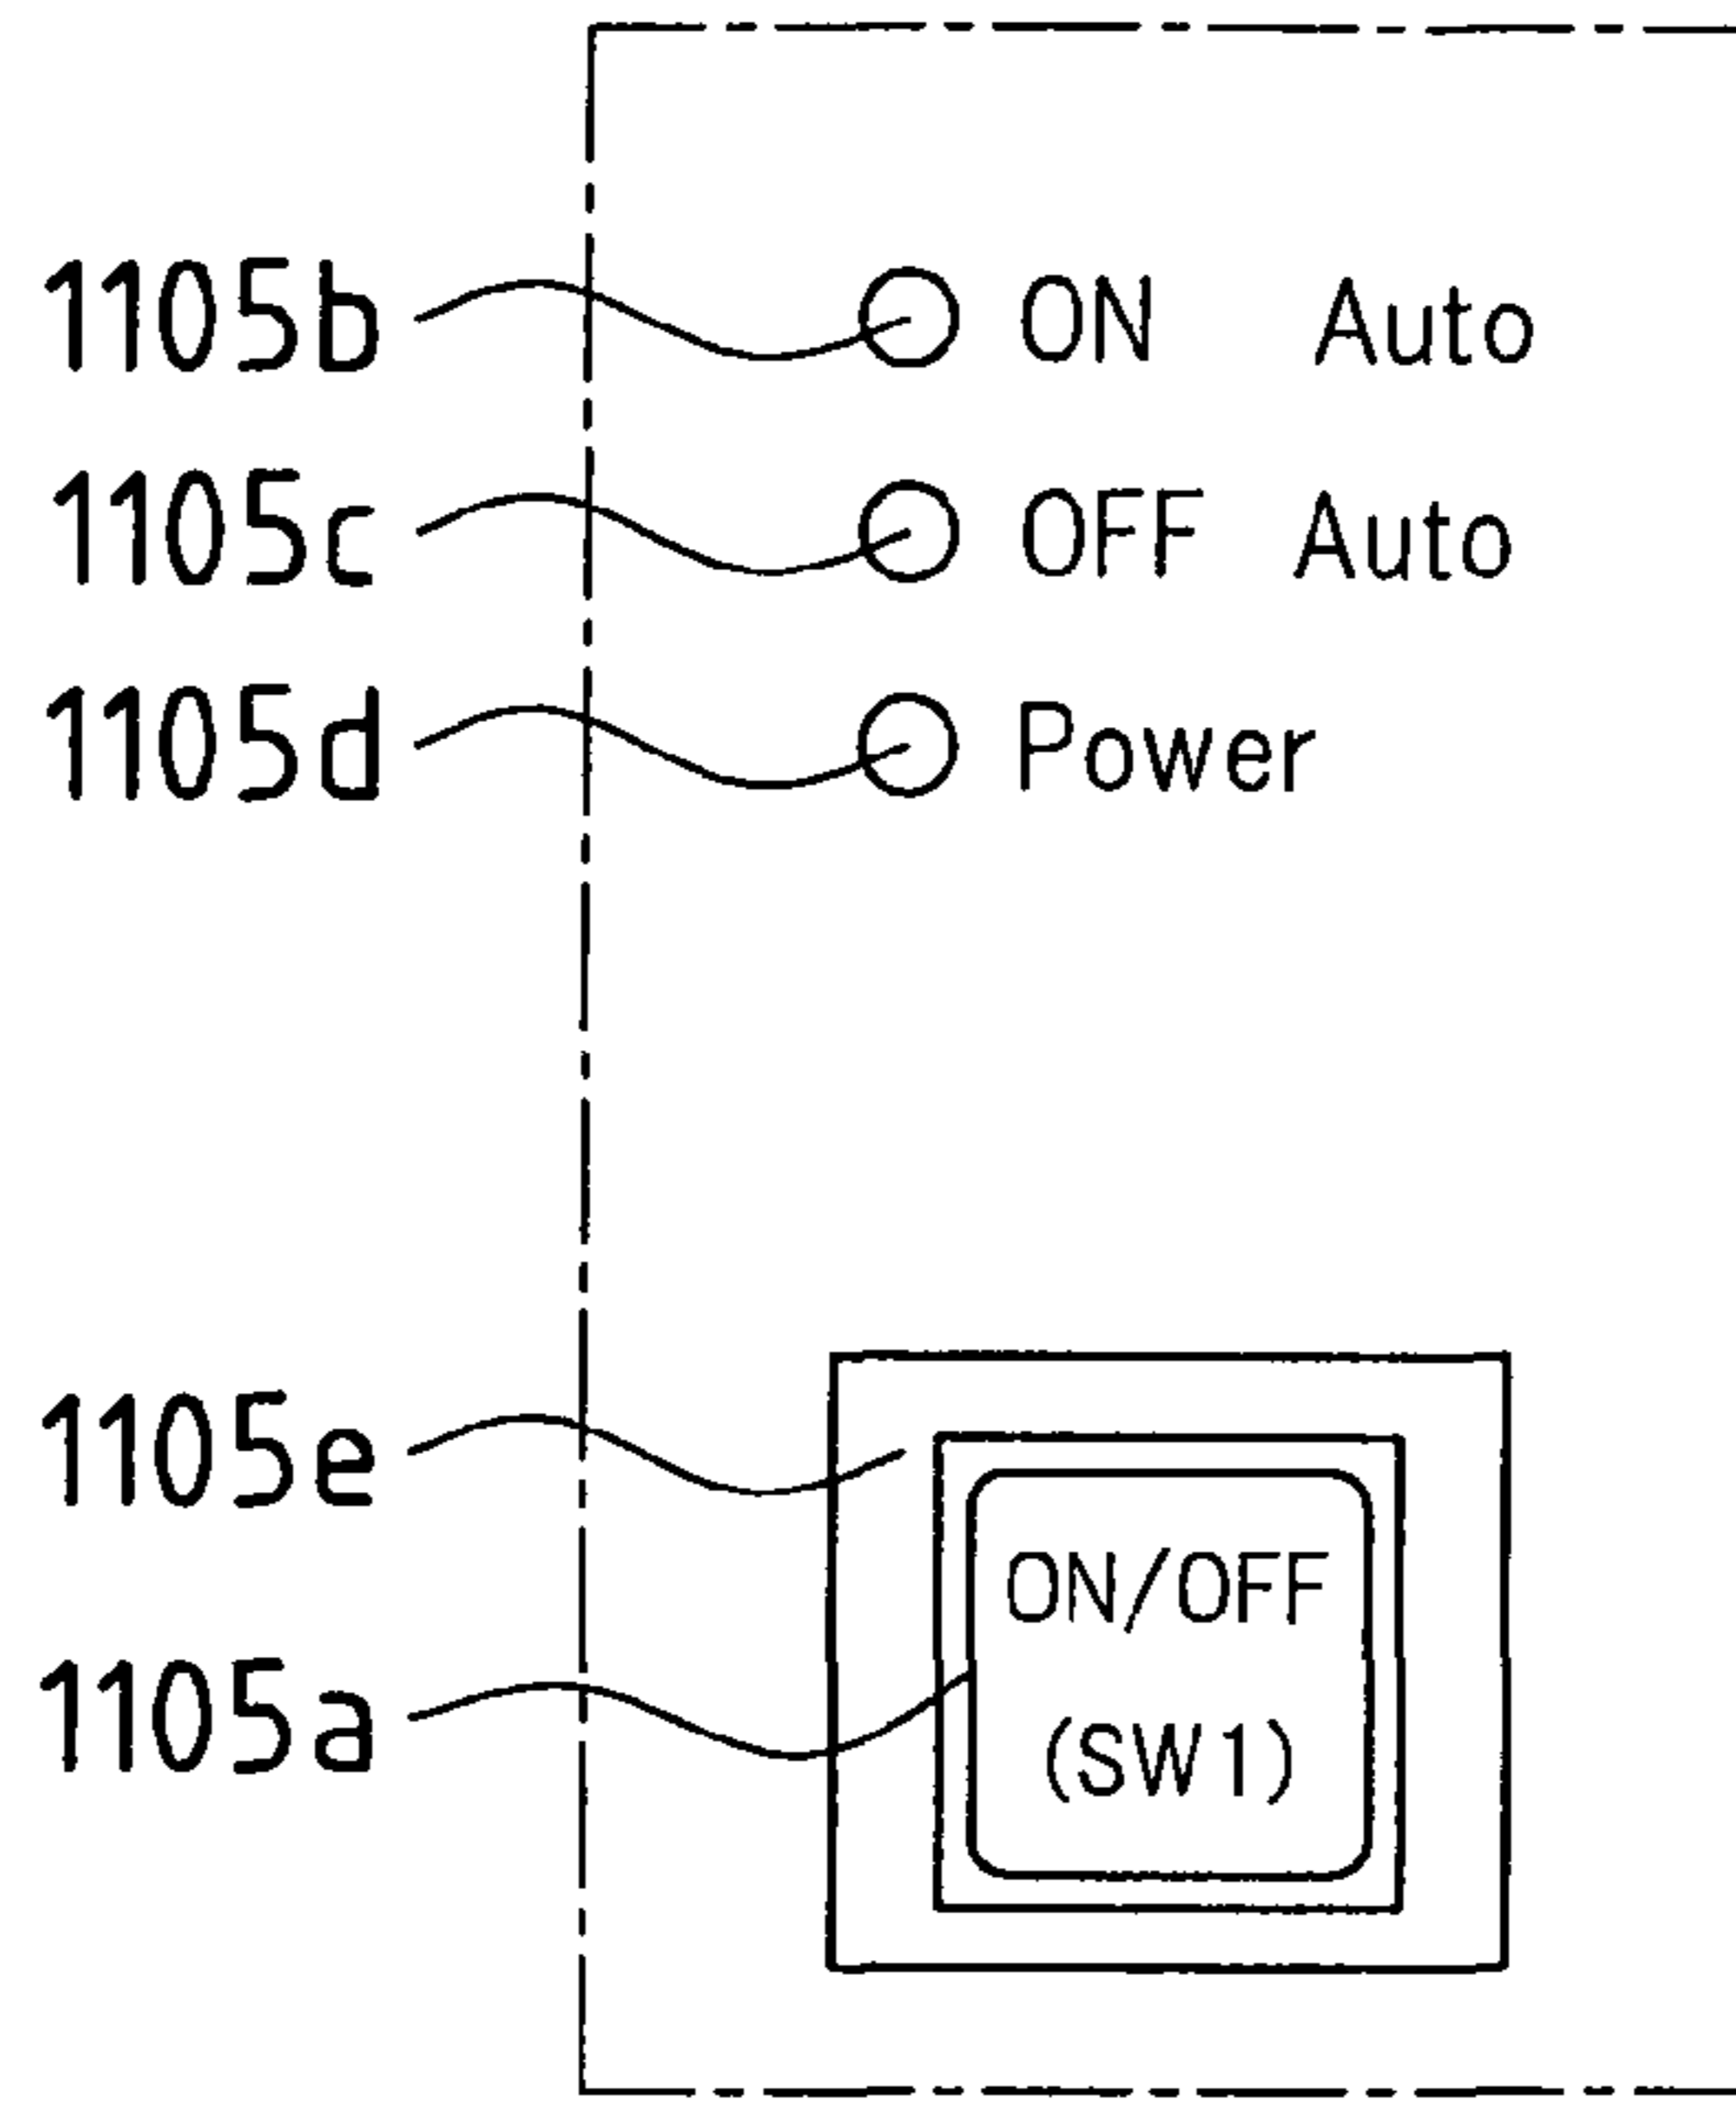 1105b ON Auto
1105c OFF Auto
1105d Power
1105e
ON/OFF
1105a
(SW1)